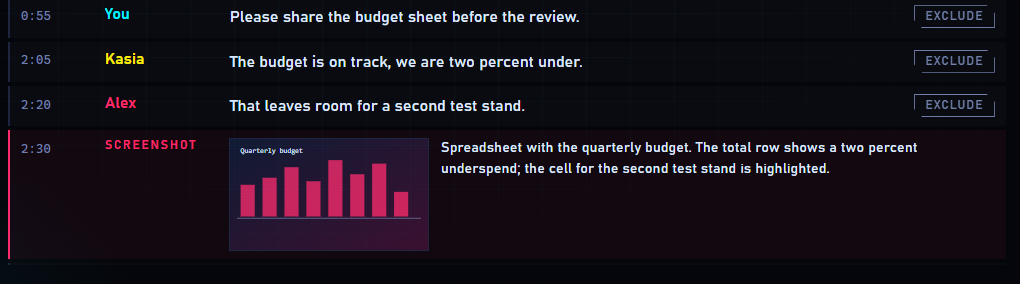 0:55 You Please share the budget sheet before the review. EXCLUDE
2:05 Kasia The budget is on track, we are two percent under. EXCLUDE
2:20 Alex That leaves room for a second test stand. EXCLUDE
2:30 SCREENSHOT
Quarterly budget
Spreadsheet with the quarterly budget. The total row shows a two percent
underspend; the cell for the second test stand is highlighted.